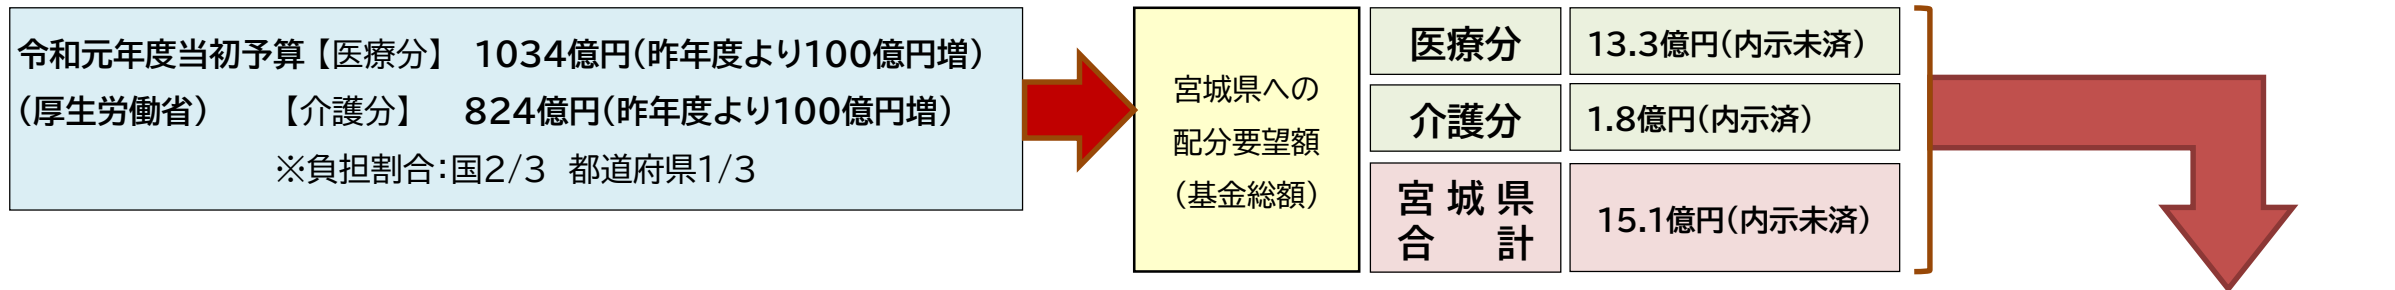 令和元年度当初予算【医療分】 1034億円(昨年度より100億円増)
(厚生労働省) 【介護分】 824億円(昨年度より100億円増)
※負担割合:国2/3 都道府県1/3
宮城県への
配分要望額
(基金総額)
医療分 13.3億円(内示未済)
介護分 1.8億円(内示済)
宮城県
合計
15.1億円(内示未済)